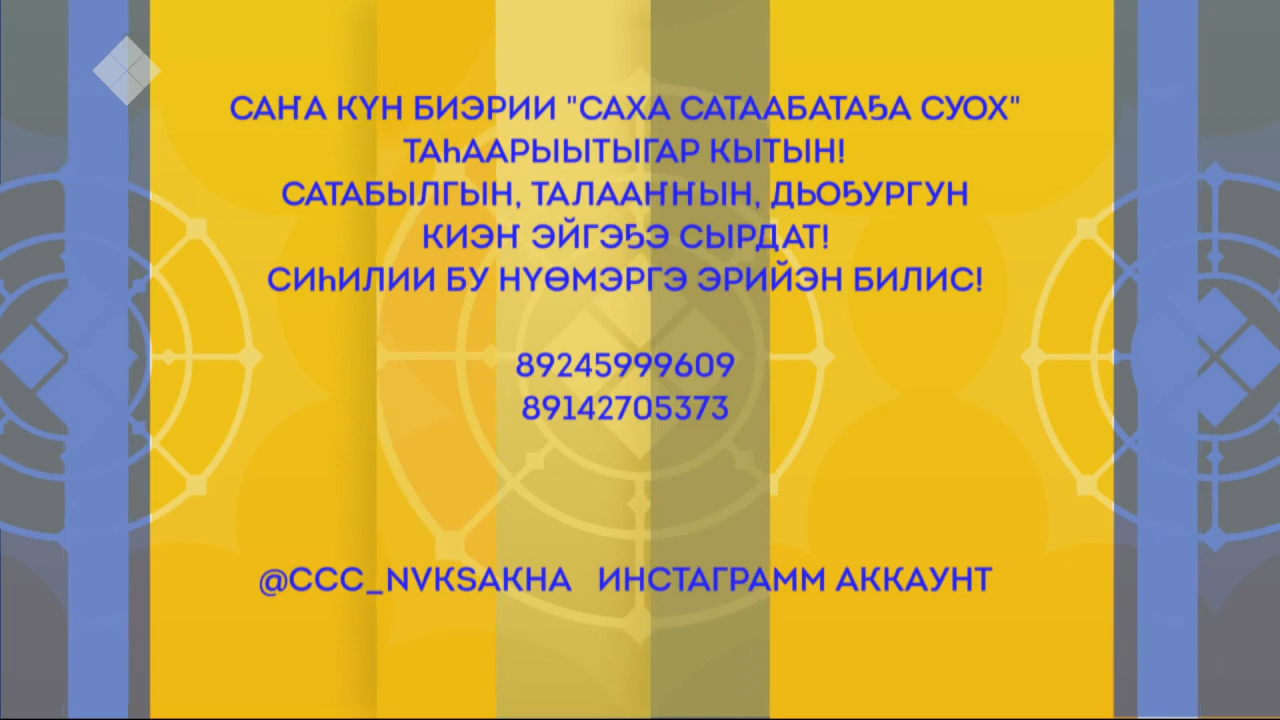 САҤА КҮН БИЭРИИ "САХА САТААБАТАҔА СУОХ"
ТАҺААРЫЫТЫГАР КЫТЫН!
САТАБЫЛГЫН, ТАЛААҤҤЫН, ДЬОҔУРГУН
КИЭҤ ЭЙГЭҔЭ СЫРДАТ!
СИҺИЛИИ БУ НҮӨМЭРГЭ ЭРИЙЭН БИЛИС!
89245999609
89142705373
@CCC_NVKSAKHA ИНСТАГРАММ АККАУНТ